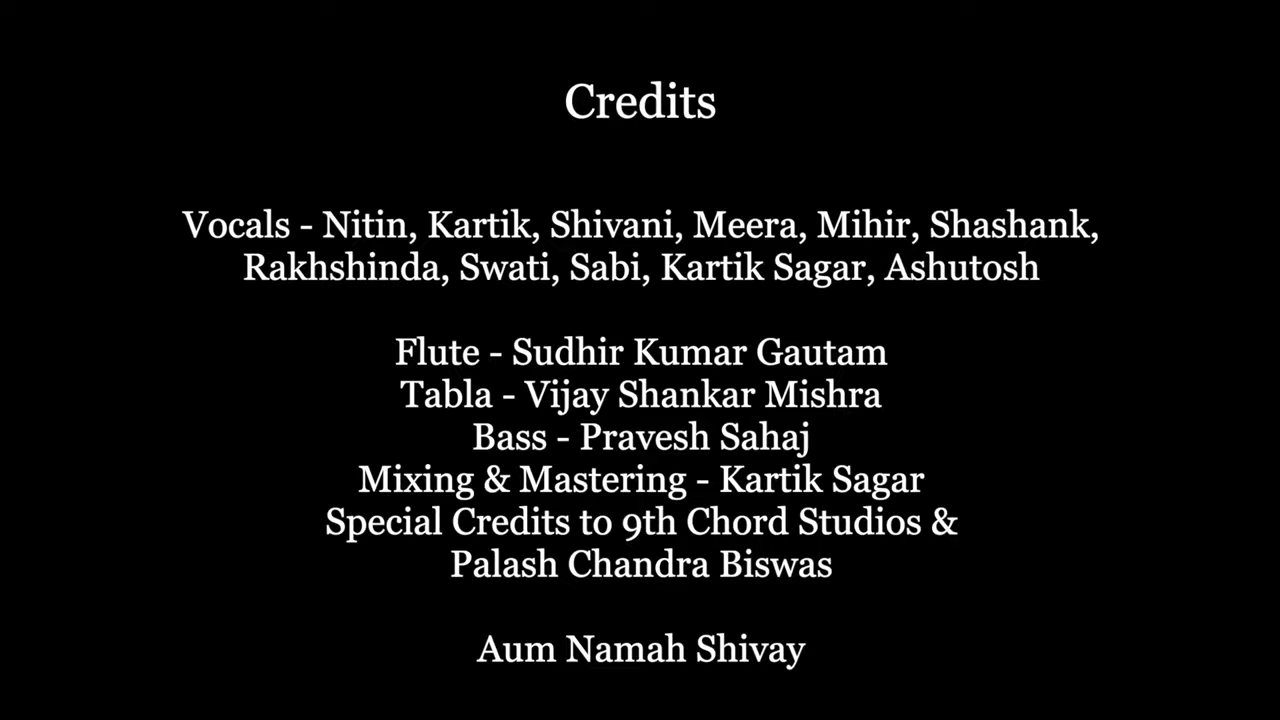 Credits
Vocals - Nitin, Kartik, Shivani, Meera, Mihir, Shashank,
Rakhshinda, Swati, Sabi, Kartik Sagar, Ashutosh
Flute - Sudhir Kumar Gautam
Tabla - Vijay Shankar Mishra
Bass - Pravesh Sahaj
Mixing & Mastering - Kartik Sagar
Special Credits to 9th Chord Studios &
Palash Chandra Biswas
Aum Namah Shivay